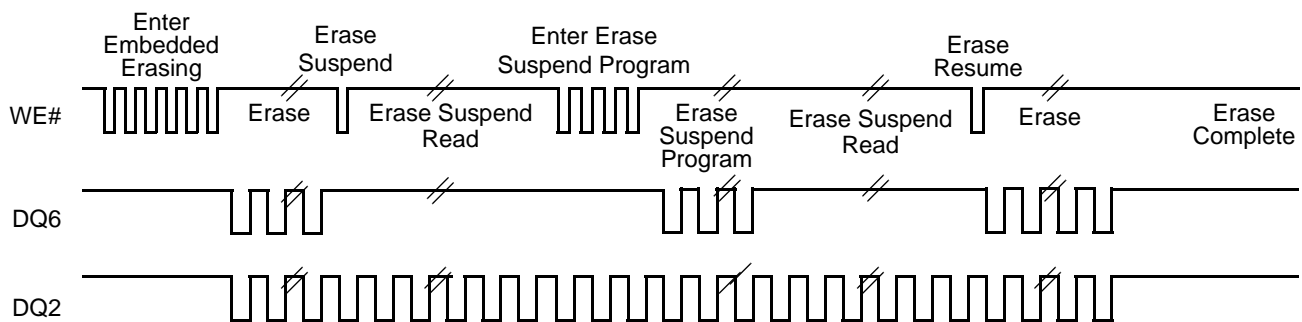 Enter
Embedded
Erasing
Erase
Suspend
Enter Erase
Suspend Program
Erase
Resume
WE#
Erase
Erase Suspend
Read
Erase
Suspend
Program
Erase Suspend
Read
Erase
Erase
Complete
DQ6
DQ2